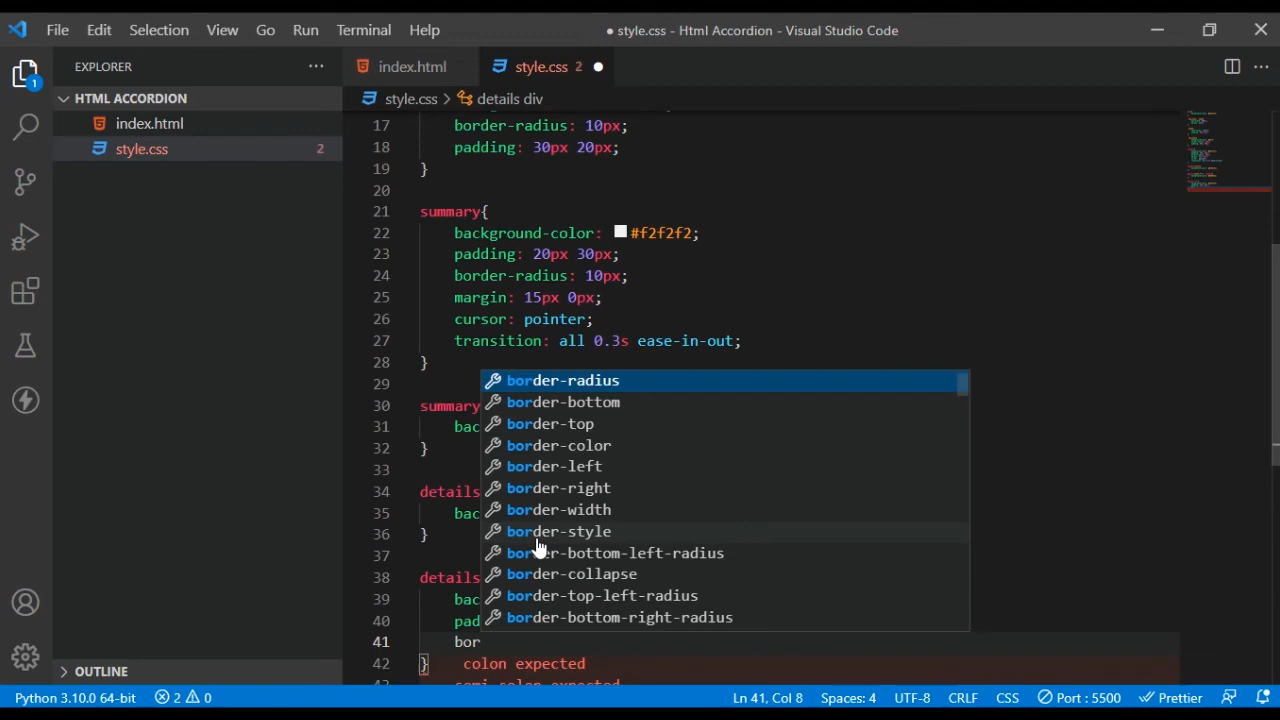 File Edit Selection View Go Run Terminal Help
● style.css - Html Accordion - Visual Studio Code
EXPLORER
index.html
style.css 2
1
HTML ACCORDION
style.css > details div
index.html
style.css 2
17 border-radius: 10px;
18 padding: 30px 20px;
19 }
20
21 summary{
22 background-color: #f2f2f2;
23 padding: 20px 30px;
24 border-radius: 10px;
25 margin: 15px 0px;
26 cursor: pointer;
27 transition: all 0.3s ease-in-out;
28 }
29
30 summary
31 bac
32 }
33
34 details
35 bac
36 }
37
38 details
39 bac
40 pad
41 bor
42 } colon expected
semi-colon expected
border-radius
border-bottom
border-top
border-color
border-left
border-right
border-width
border-style
border-bottom-left-radius
border-collapse
border-top-left-radius
border-bottom-right-radius
OUTLINE
Python 3.10.0 64-bit 2 0 Ln 41, Col 8 Spaces: 4 UTF-8 CRLF CSS Port : 5500 Prettier